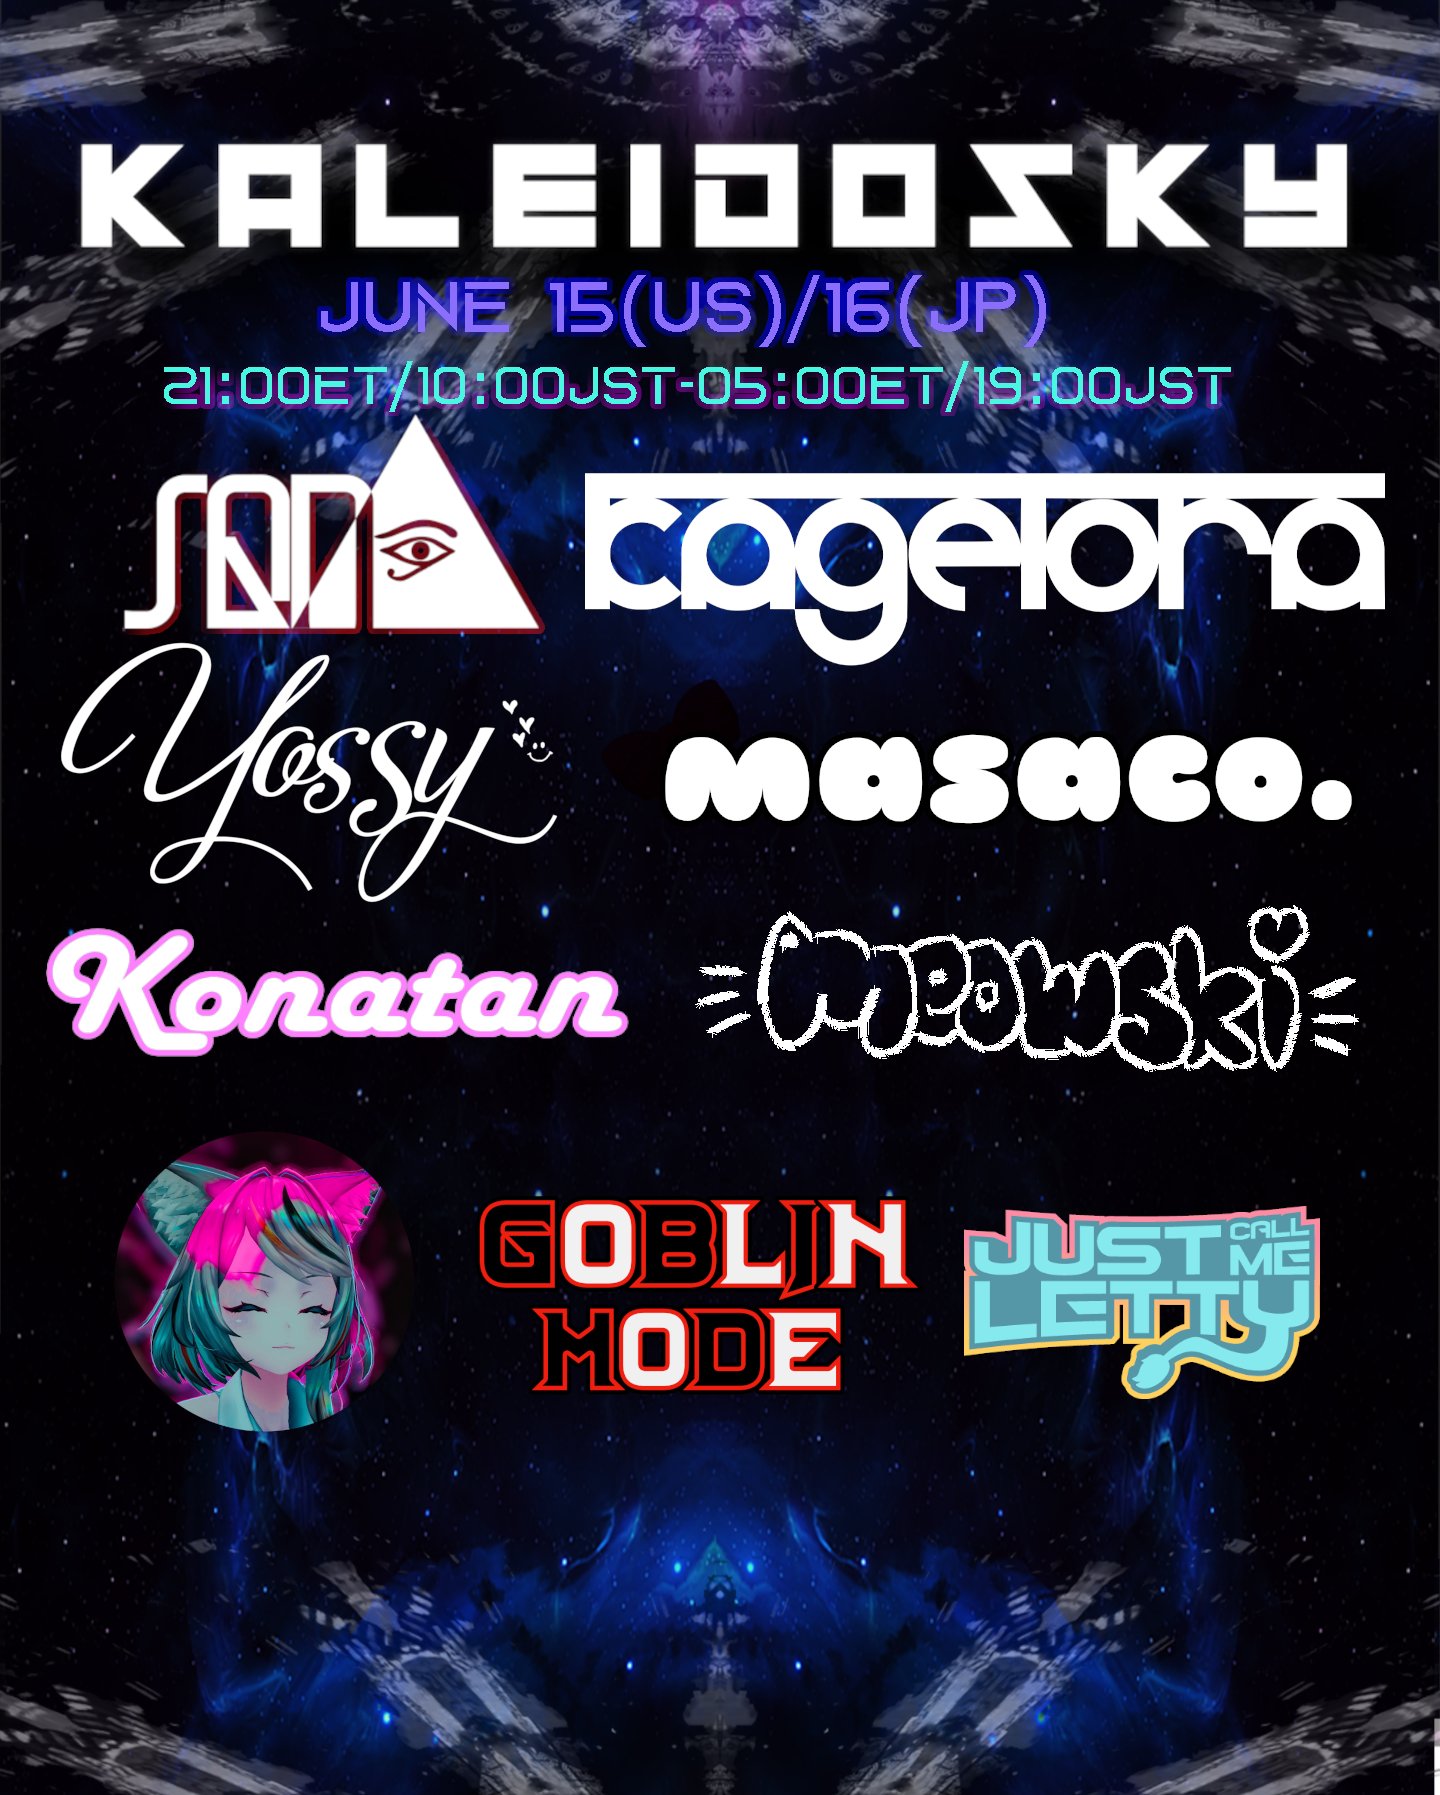 KALEIDOSKY
JUNE 15(US)/16(JP)
21:00ET/10:00JST-05:00ET/19:00JST
kagetora
Yossy
masaco.
Konatan
Meowski
GOBLIN
MODE
JUST CALL ME
LETTY